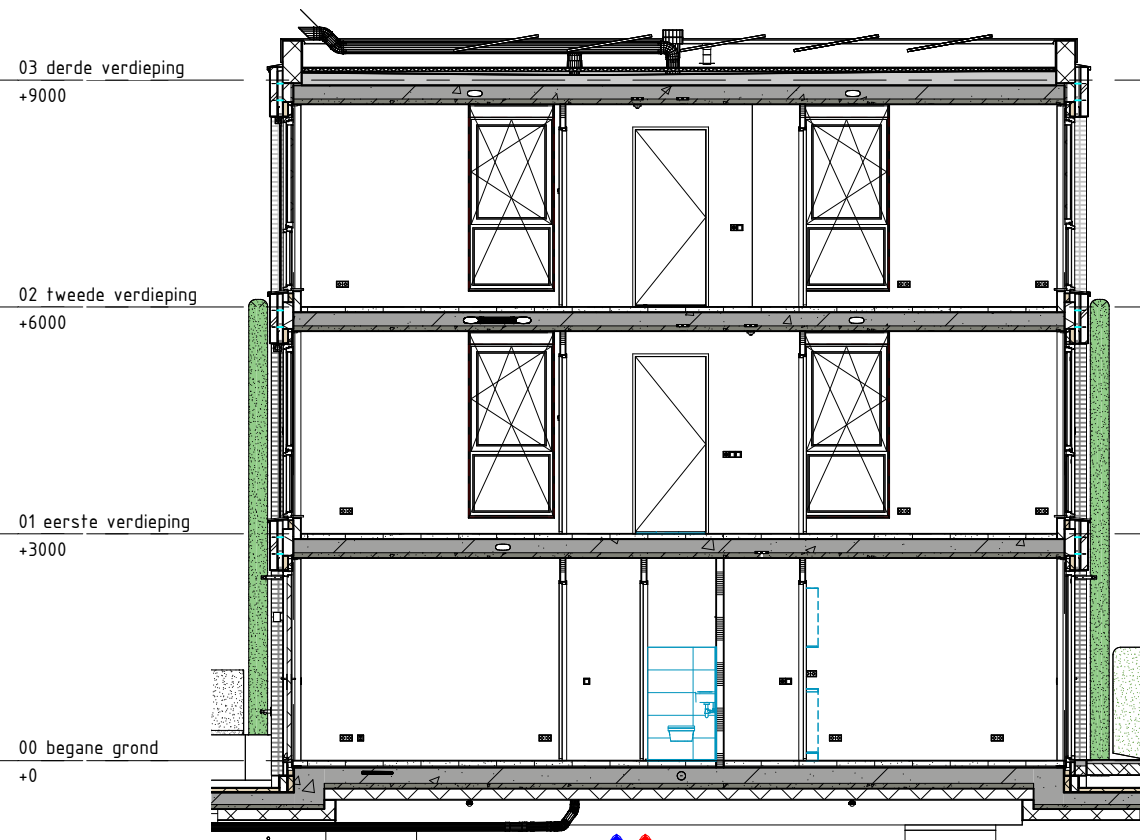 03 derde verdieping
+9000
02 tweede verdieping
+6000
01 eerste verdieping
+3000
00 begane grond
+0